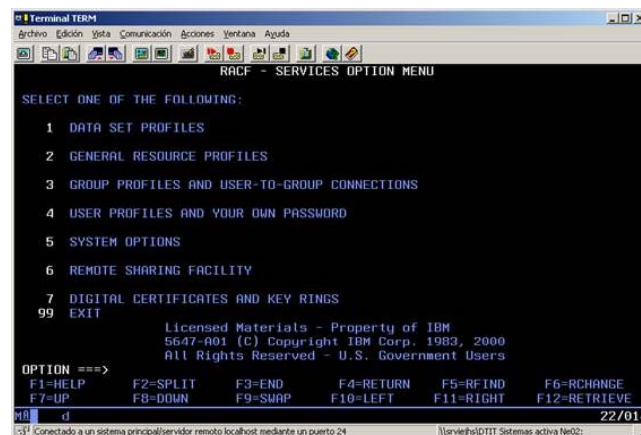 Terminal TERM
Archivo Edición Vista Comunicación Acciones Ventana Ayuda
RACF - SERVICES OPTION MENU
SELECT ONE OF THE FOLLOWING:
1 DATA SET PROFILES
2 GENERAL RESOURCE PROFILES
3 GROUP PROFILES AND USER-TO-GROUP CONNECTIONS
4 USER PROFILES AND YOUR OWN PASSWORD
5 SYSTEM OPTIONS
6 REMOTE SHARING FACILITY
7 DIGITAL CERTIFICATES AND KEY RINGS
99 EXIT
Licensed Materials - Property of IBM
5647-A01 (C) Copyright IBM Corp. 1983, 2000
All Rights Reserved - U.S. Government Users
OPTION ===>
F1=HELP F2=SPLIT F3=END F4=RETURN F5=RFIND F6=RCHANGE
F7=UP F8=DOWN F9=SWAP F10=LEFT F11=RIGHT F12=RETRIEVE
MA d 22/01
Conectado a un sistema principal/servidor remoto localhost mediante un puerto 24 Sistemas activa Ne02: